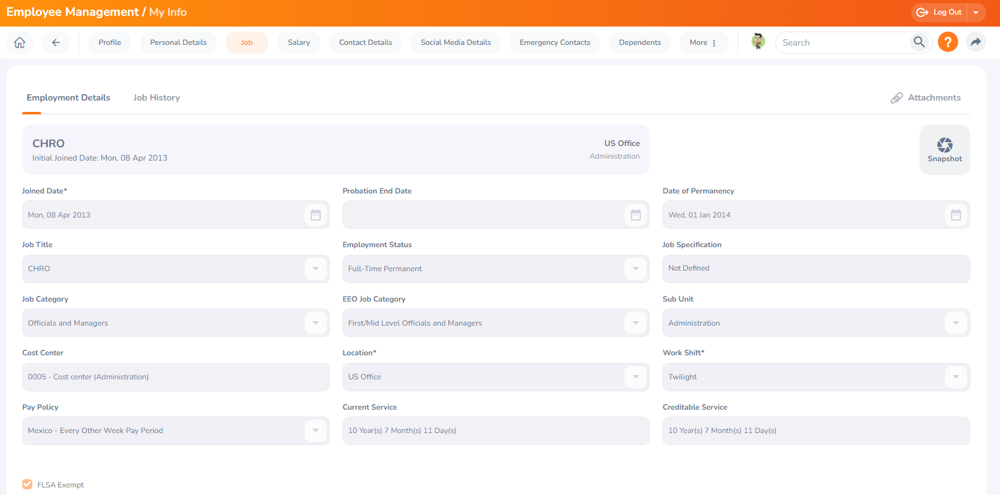 Employee Management / My Info
Log Out
Profile
Personal Details
Job
Salary
Contact Details
Social Media Details
Emergency Contacts
Dependents
More
Search
?
Employment Details
Job History
Attachments
CHRO
US Office
Initial Joined Date: Mon, 08 Apr 2013
Administration
Snapshot
Joined Date*
Probation End Date
Date of Permanency
Mon, 08 Apr 2013
Wed, 01 Jan 2014
Job Title
Employment Status
Job Specification
CHRO
Full-Time Permanent
Not Defined
Job Category
EEO Job Category
Sub Unit
Officials and Managers
First/Mid Level Officials and Managers
Administration
Cost Center
Location*
Work Shift*
0005 - Cost center (Administration)
US Office
Twilight
Pay Policy
Current Service
Creditable Service
Mexico - Every Other Week Pay Period
10 Year(s) 7 Month(s) 11 Day(s)
10 Year(s) 7 Month(s) 11 Day(s)
FLSA Exempt